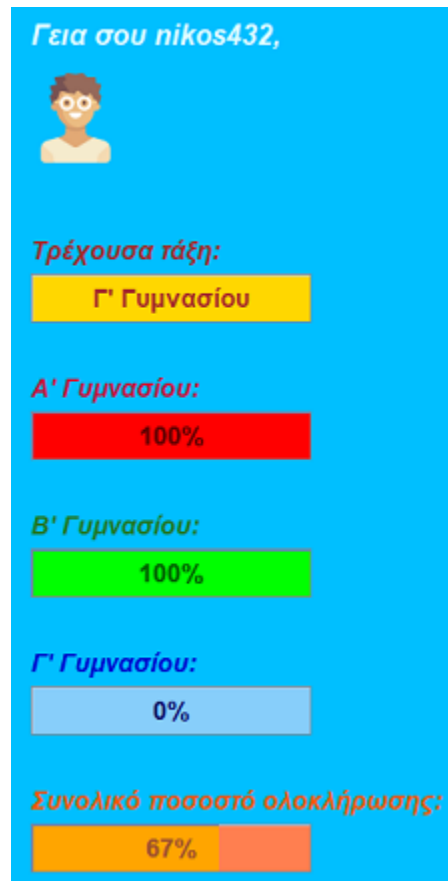 Γεια σου nikos432,
Τρέχουσα τάξη:
Γ' Γυμνασίου
Α' Γυμνασίου:
100%
Β' Γυμνασίου:
100%
Γ' Γυμνασίου:
0%
Συνολικό ποσοστό ολοκλήρωσης:
67%